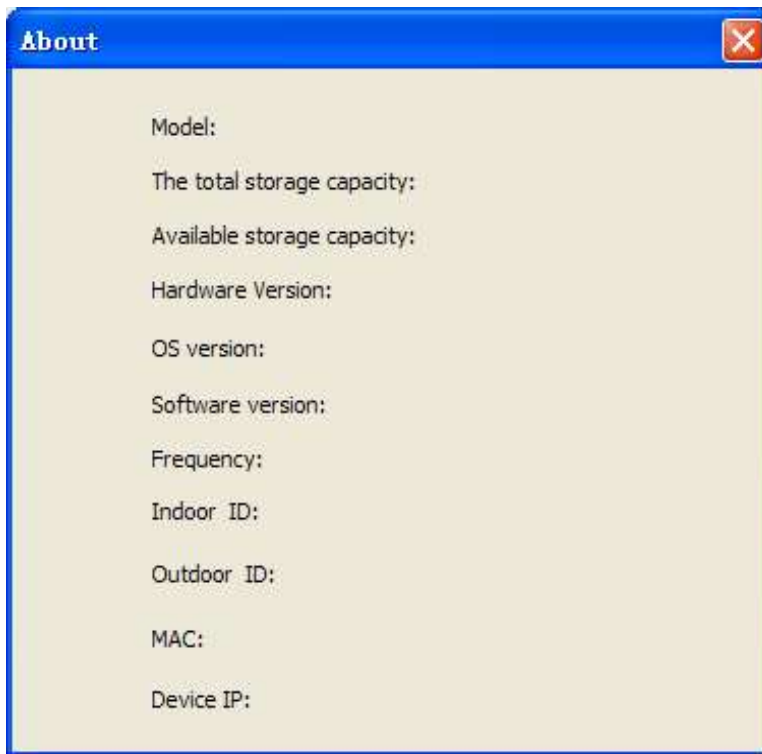 About
Model:
The total storage capacity:
Available storage capacity:
Hardware Version:
OS version:
Software version:
Frequency:
Indoor  ID:
Outdoor  ID:
MAC:
Device IP: